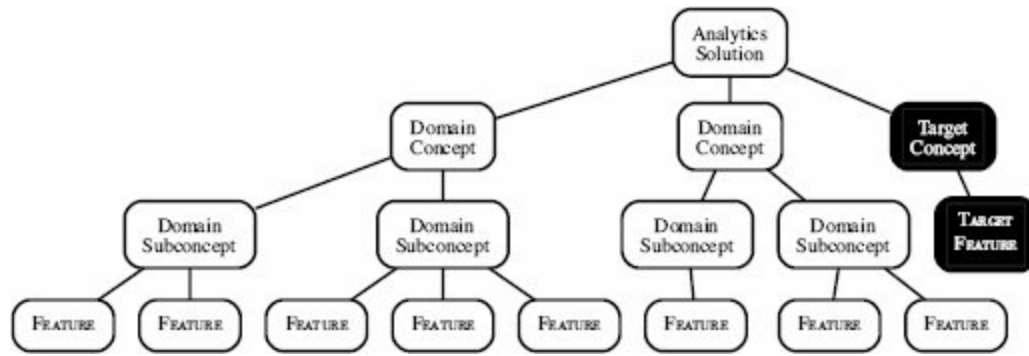 Analytics
Solution
Domain
Concept
Domain
Concept
Target
Concept
Domain
Subconcept
Domain
Subconcept
Domain
Subconcept
Domain
Subconcept
TARGET
FEATURE
FEATURE
FEATURE
FEATURE
FEATURE
FEATURE
FEATURE
FEATURE
FEATURE